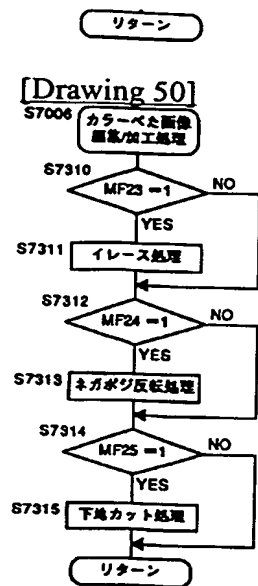 リターン
[Drawing 50]
S7006
カラーべた画像
編集/加工処理
S7310
MF23=1
NO
YES
S7311
イレース処理
S7312
MF24=1
NO
YES
S7313
ネガポジ反転処理
S7314
MF25=1
NO
YES
S7315
下地カット処理
リターン